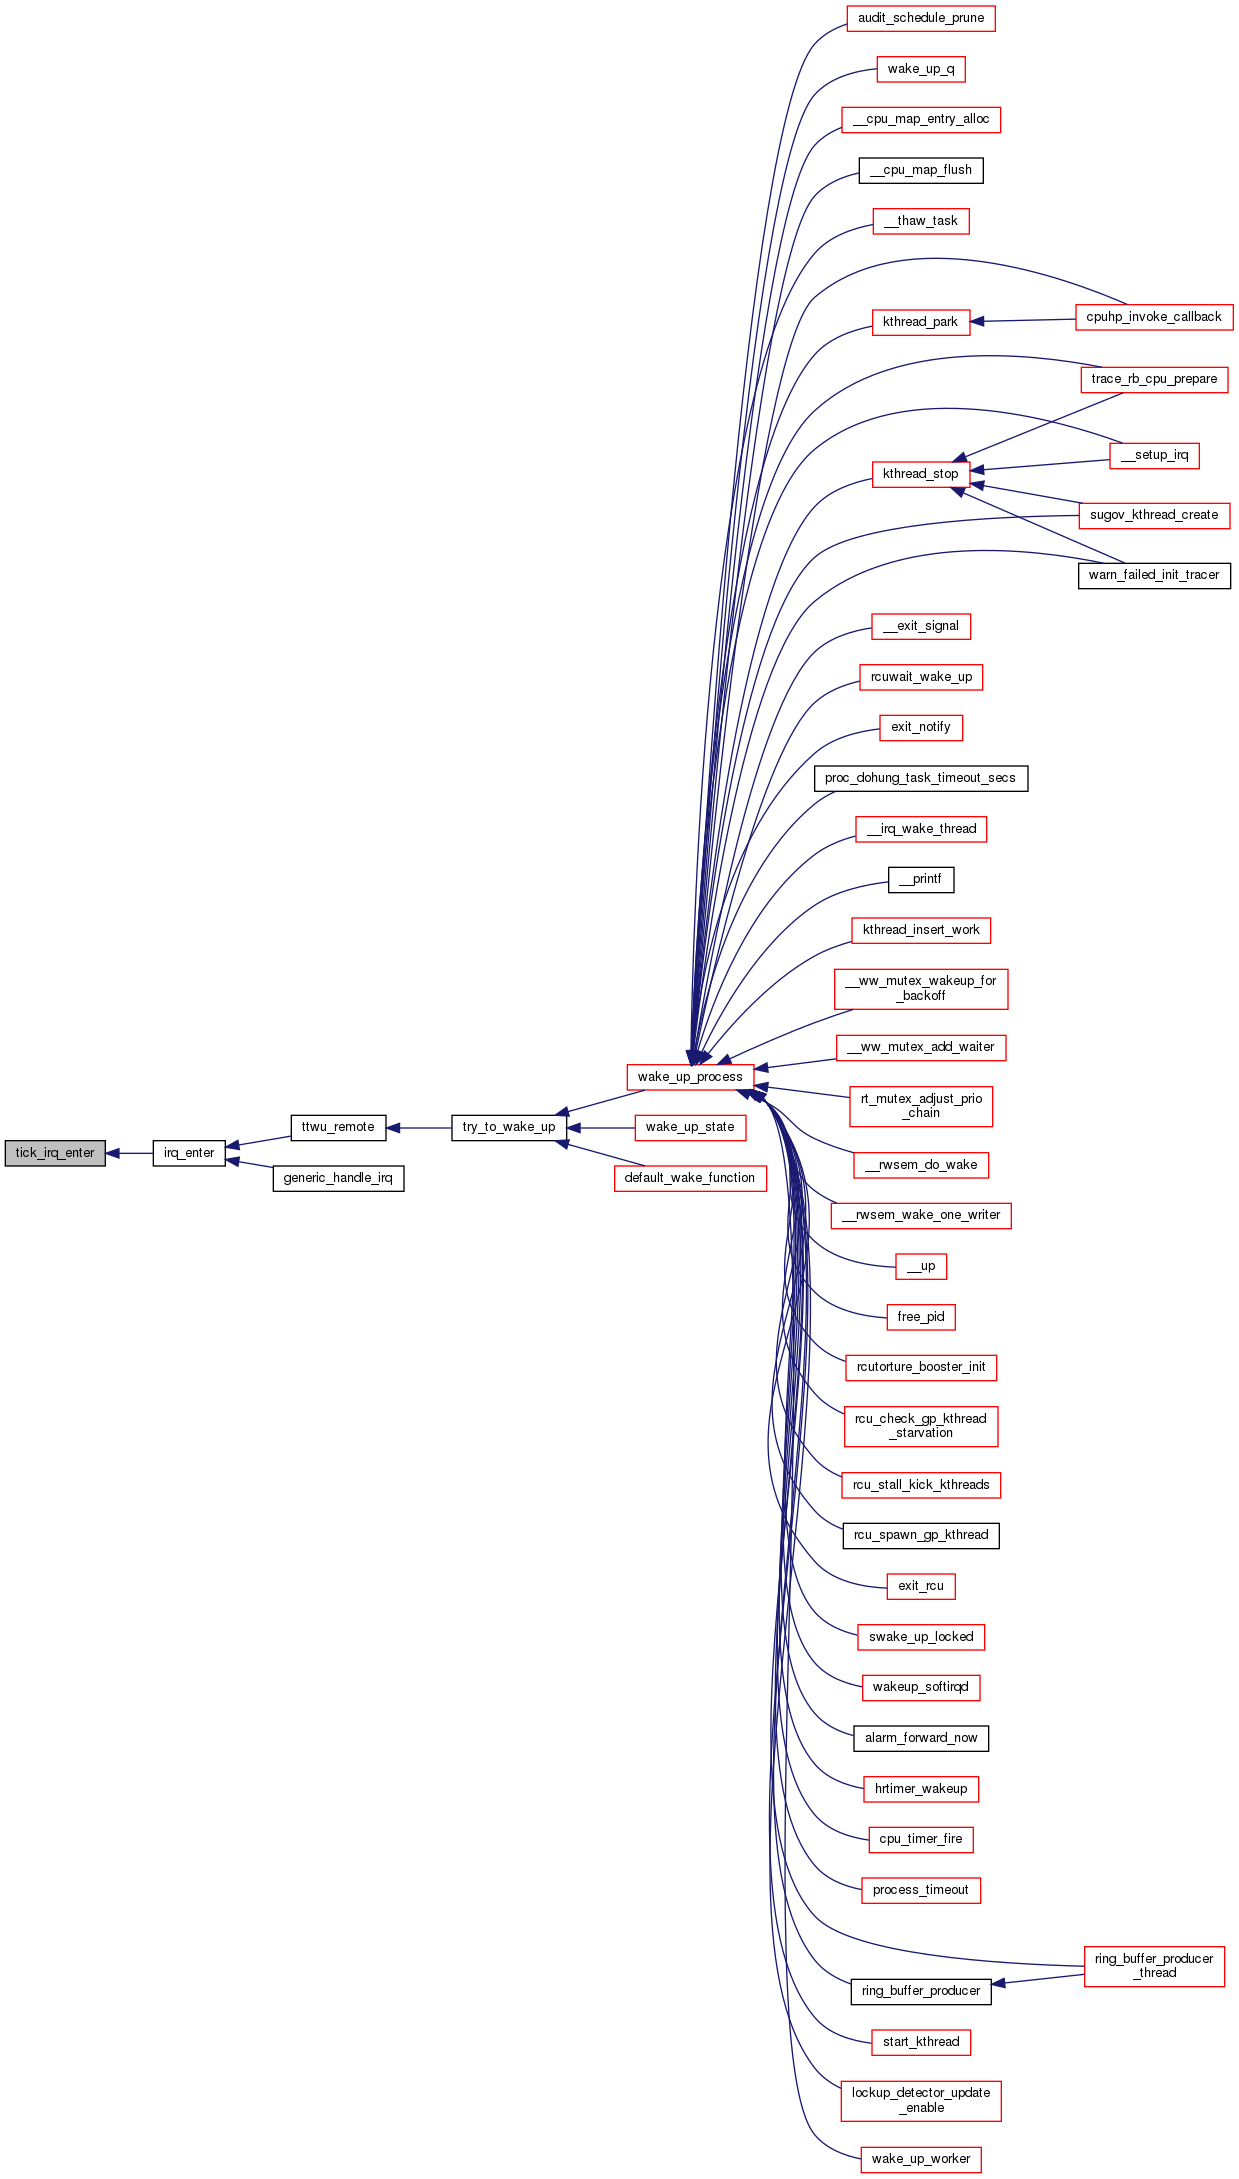 audit_schedule_prune
wake_up_q
__cpu_map_entry_alloc
__cpu_map_flush
__thaw_task
cpuhp_invoke_callback
kthread_park
trace_rb_cpu_prepare
__setup_irq
kthread_stop
sugov_kthread_create
warn_failed_init_tracer
__exit_signal
rcuwait_wake_up
exit_notify
proc_dohung_task_timeout_secs
__irq_wake_thread
__printf
kthread_insert_work
__ww_mutex_wakeup_for
_backoff
__ww_mutex_add_waiter
wake_up_process
rt_mutex_adjust_prio
_chain
ttwu_remote
try_to_wake_up
wake_up_state
tick_irq_enter
irq_enter
__rwsem_do_wake
generic_handle_irq
default_wake_function
__rwsem_wake_one_writer
__up
free_pid
rcutorture_booster_init
rcu_check_gp_kthread
_starvation
rcu_stall_kick_kthreads
rcu_spawn_gp_kthread
exit_rcu
swake_up_locked
wakeup_softirqd
alarm_forward_now
hrtimer_wakeup
cpu_timer_fire
process_timeout
ring_buffer_producer
_thread
ring_buffer_producer
start_kthread
lockup_detector_update
_enable
wake_up_worker